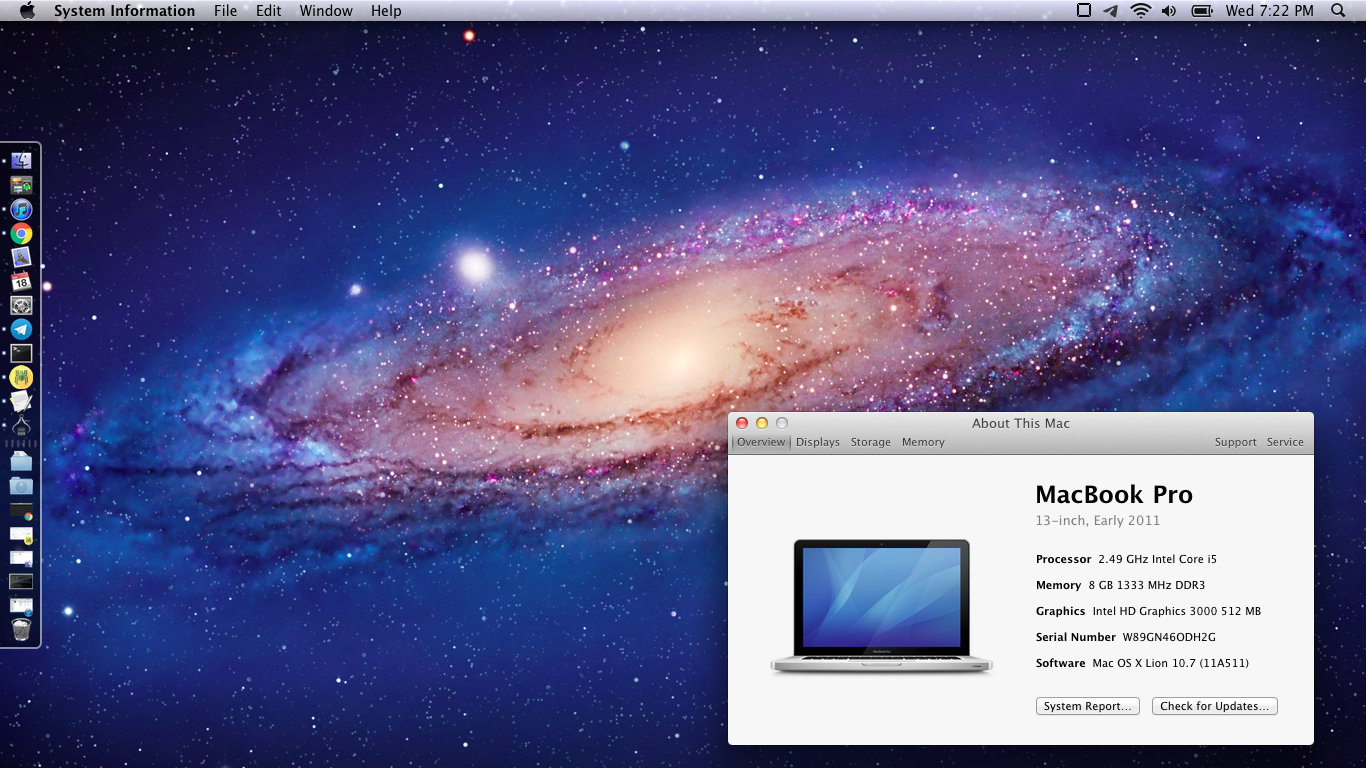 System Information File Edit Window Help Wed 7:22 PM
18
About This Mac
Overview Displays Storage Memory Support Service
MacBook Pro
13-inch, Early 2011
Processor 2.49 GHz Intel Core i5
Memory 8 GB 1333 MHz DDR3
Graphics Intel HD Graphics 3000 512 MB
Serial Number W89GN46ODH2G
Software Mac OS X Lion 10.7 (11A511)
MacBook Pro
System Report... Check for Updates...